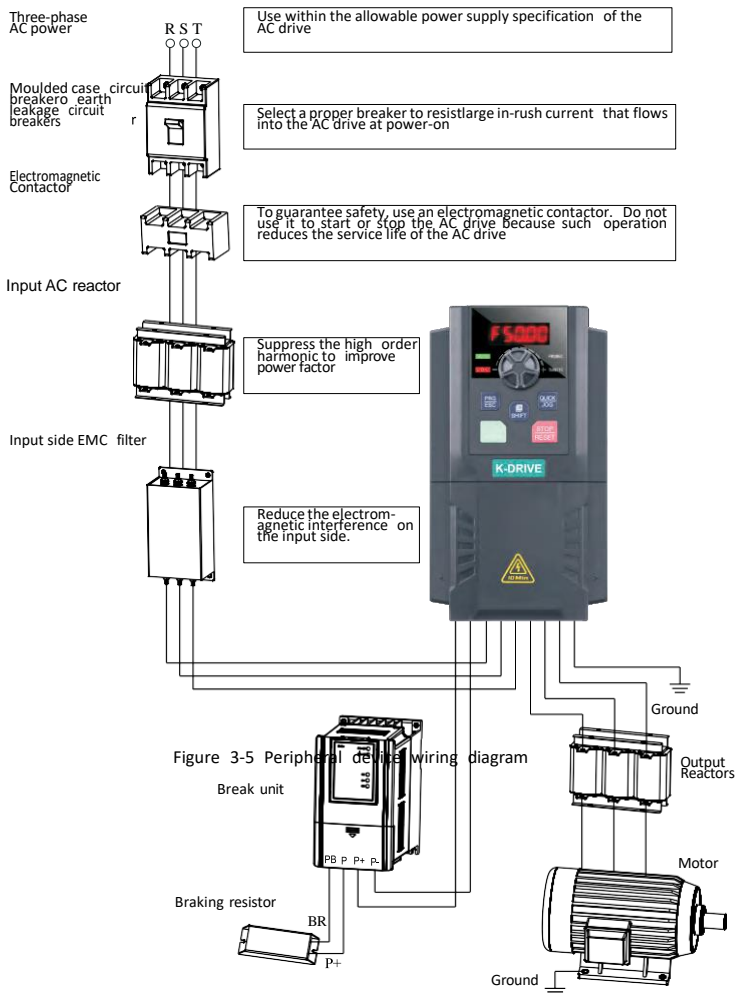 Three-phase
AC power
R S T
Use within the allowable power supply specification of the
AC drive
Moulded case circuit
breakero earth
leakage circuit
breakers r
Select a proper breaker to resistlarge in-rush current that flows
into the AC drive at power-on
Electromagnetic
Contactor
To guarantee safety, use an electromagnetic contactor. Do not
use it to start or stop the AC drive because such operation
reduces the service life of the AC drive
Input AC reactor
Suppress the high order
harmonic to improve
power factor
F50.00
PRG
ESC
SHIFT
QUICK
JOG
STOP
RESET
K-DRIVE
Input side EMC filter
Reduce the electrom-
agnetic interference on
the input side.
Ground
Figure 3-5 Peripheral device wiring diagram
Output
Reactors
Break unit
PB P P+ P-
Motor
Braking resistor
BR
P+
Ground